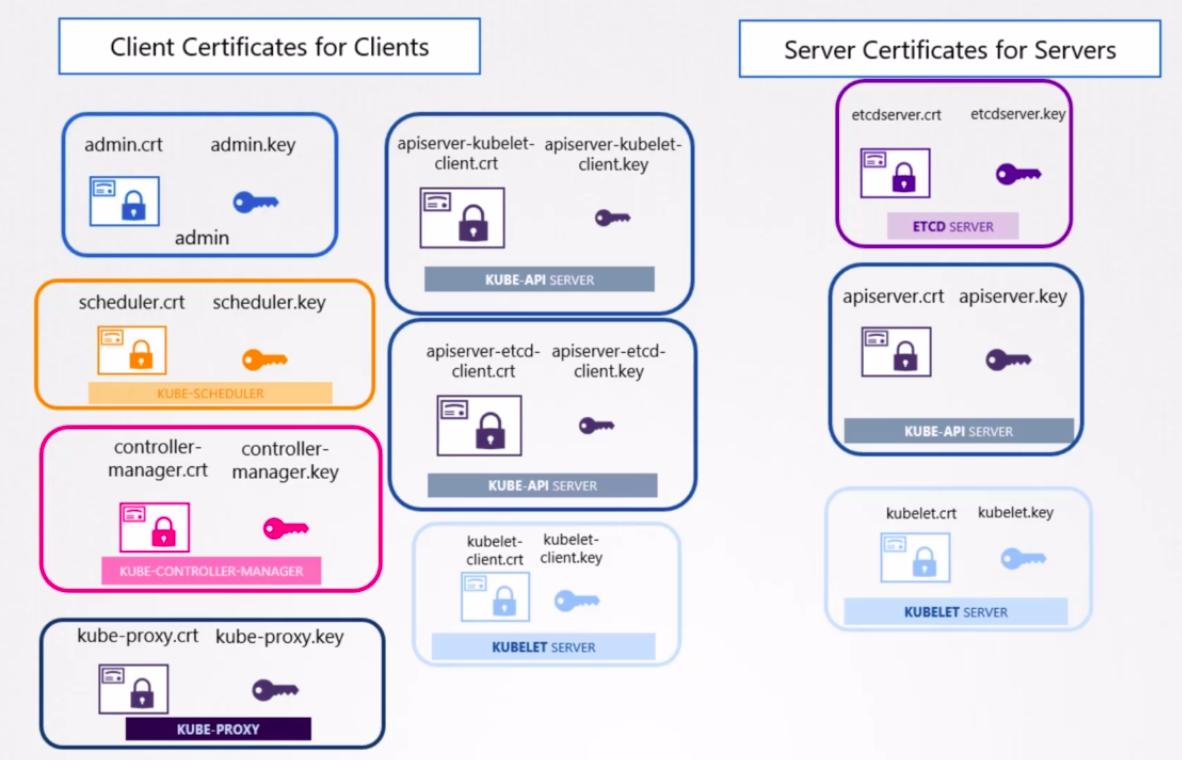 Client Certificates for Clients
Server Certificates for Servers
admin.crt admin.key
admin
scheduler.crt scheduler.key
KUBE-SCHEDULER
controller-
manager.crt
controller-
manager.key
KUBE-CONTROLLER-MANAGER
kube-proxy.crt kube-proxy.key
KUBE-PROXY
apiserver-kubelet-
client.crt
apiserver-kubelet-
client.key
KUBE-API SERVER
apiserver-etcd-
client.crt
apiserver-etcd-
client.key
KUBE-API SERVER
kubelet-
client.crt
kubelet-
client.key
KUBELET SERVER
etcdserver.crt etcdserver.key
ETCD SERVER
apiserver.crt apiserver.key
KUBE-API SERVER
kubelet.crt kubelet.key
KUBELET SERVER